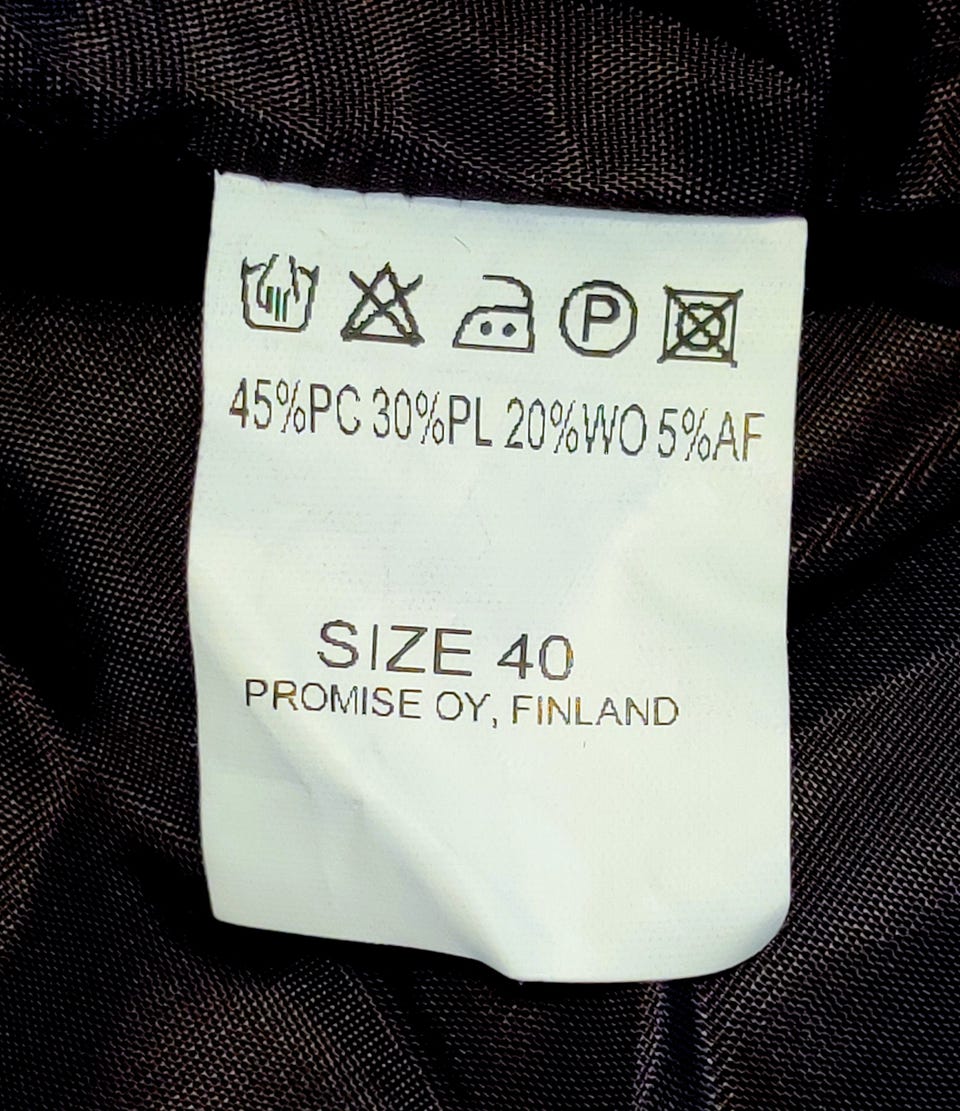 P
45%PC 30%PL 20%WO 5%AF
SIZE 40
PROMISE OY, FINLAND